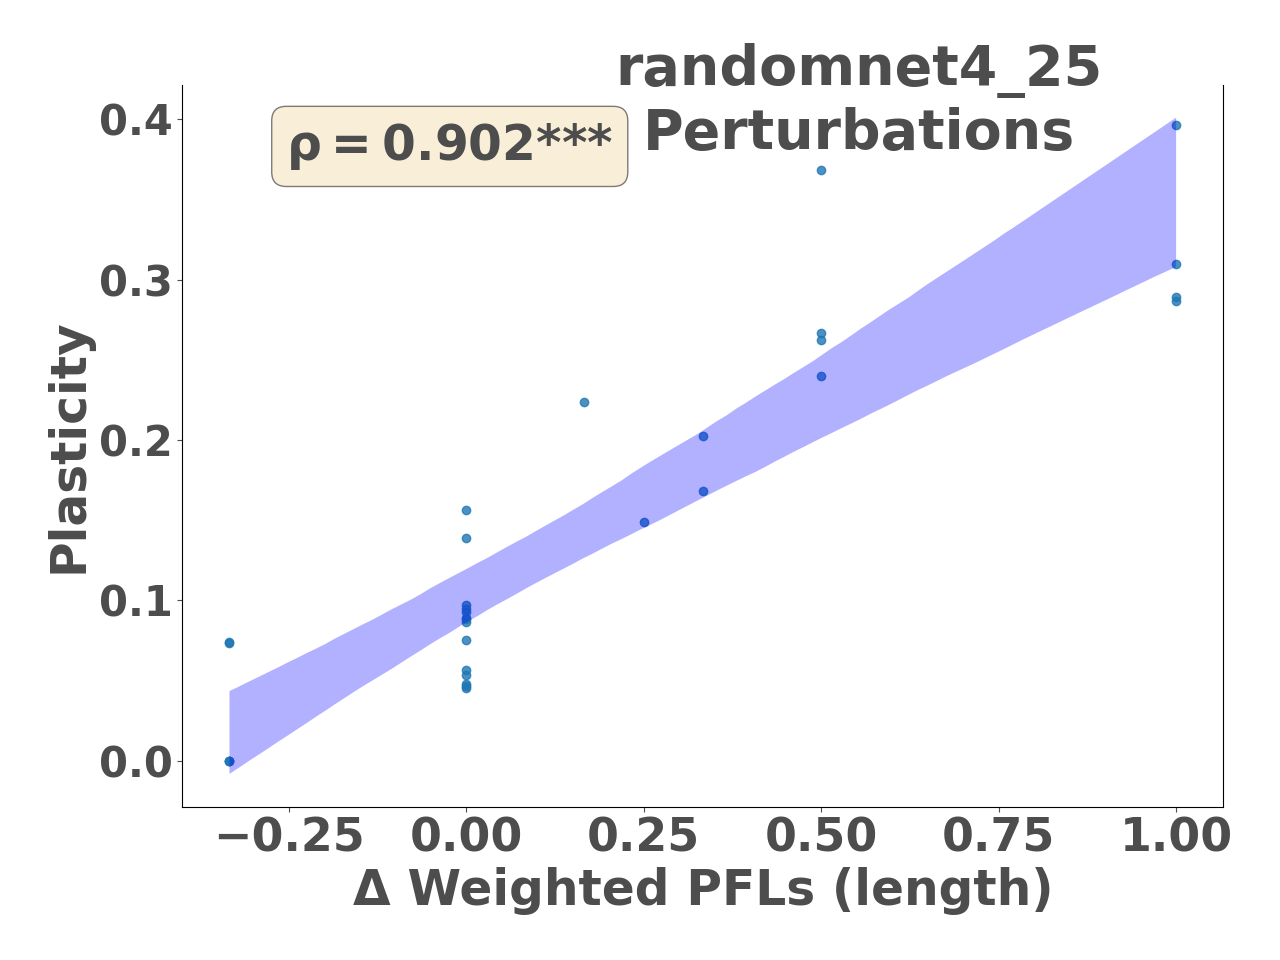 randomnet4_25
Perturbations
ρ = 0.902***
0.4
0.3
0.2
0.1
0.0
Plasticity
−0.25 0.00 0.25 0.50 0.75 1.00
Δ Weighted PFLs (length)